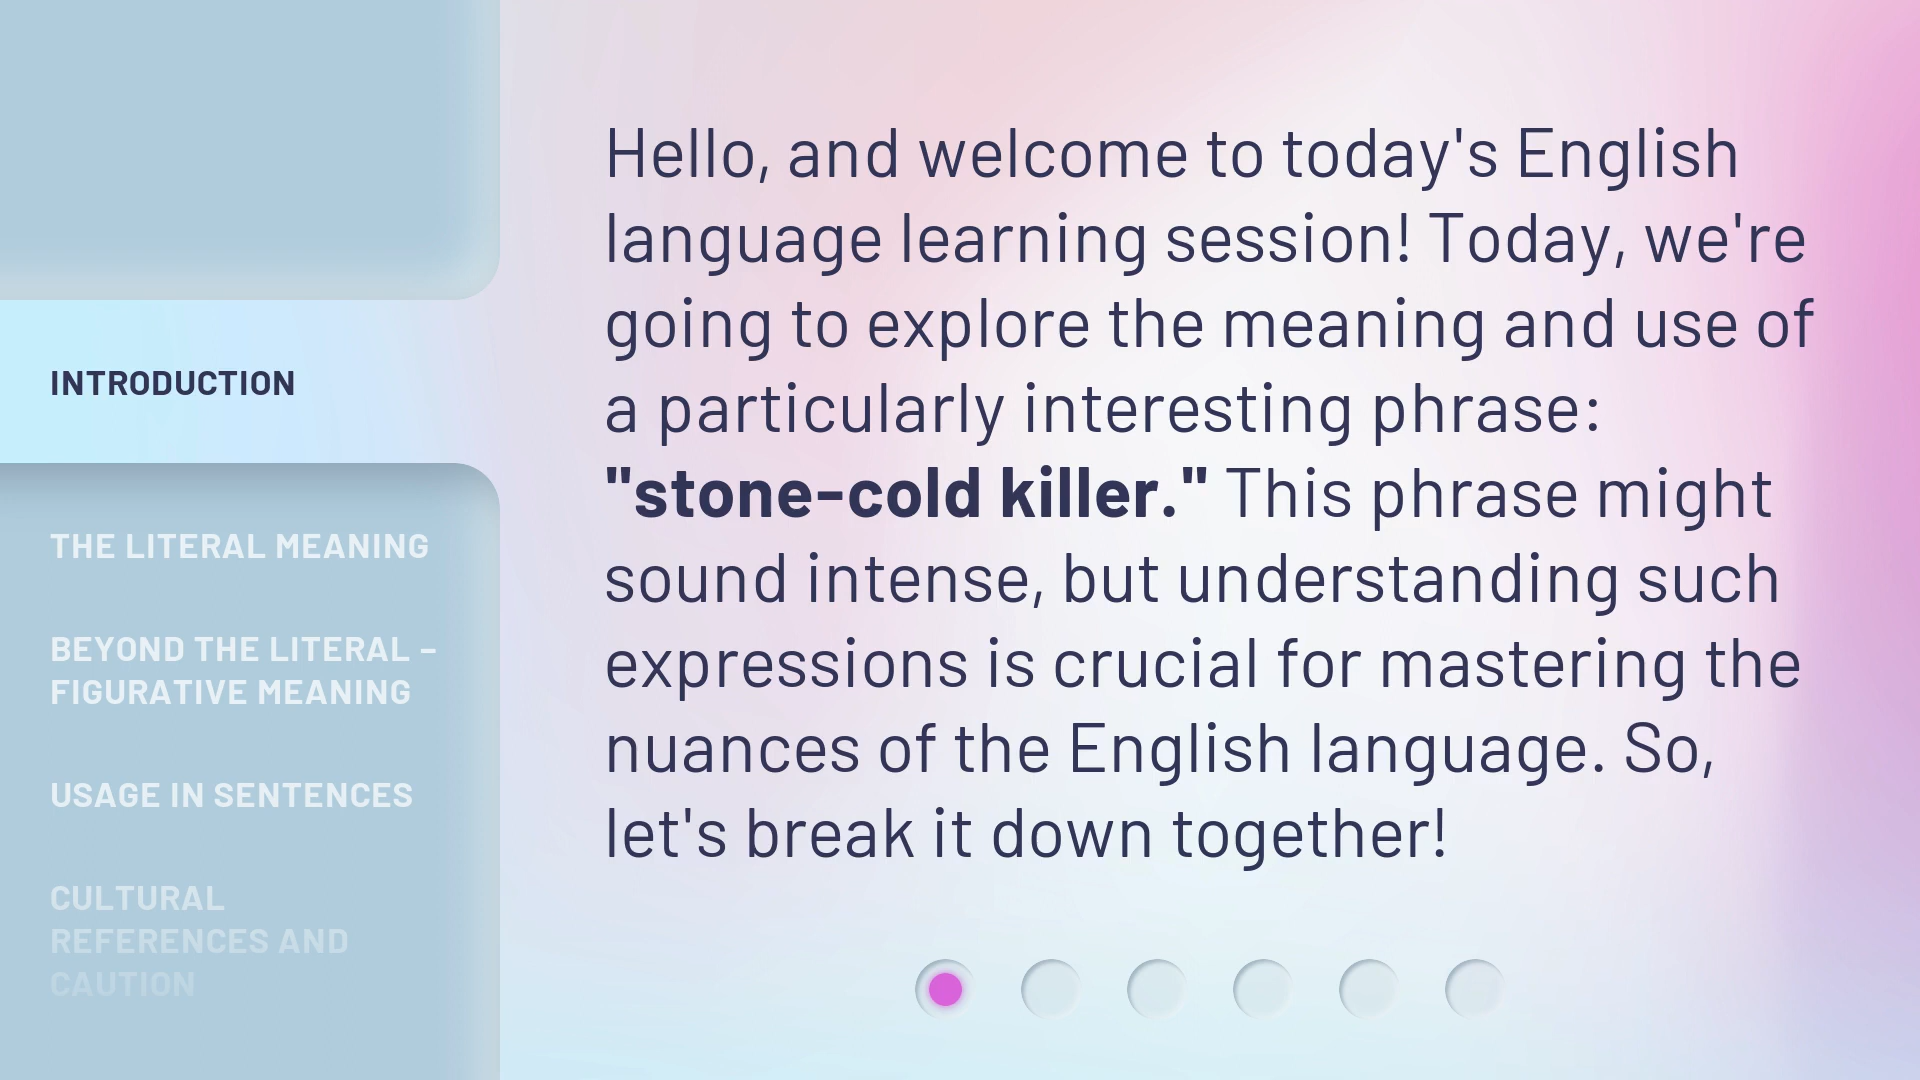 INTRODUCTION
THE LITERAL MEANING
BEYOND THE LITERAL –
FIGURATIVE MEANING
USAGE IN SENTENCES
CULTURAL
REFERENCES AND
CAUTION
Hello, and welcome to today's English
language learning session! Today, we're
going to explore the meaning and use of
a particularly interesting phrase:
"stone-cold killer." This phrase might
sound intense, but understanding such
expressions is crucial for mastering the
nuances of the English language. So,
let's break it down together!